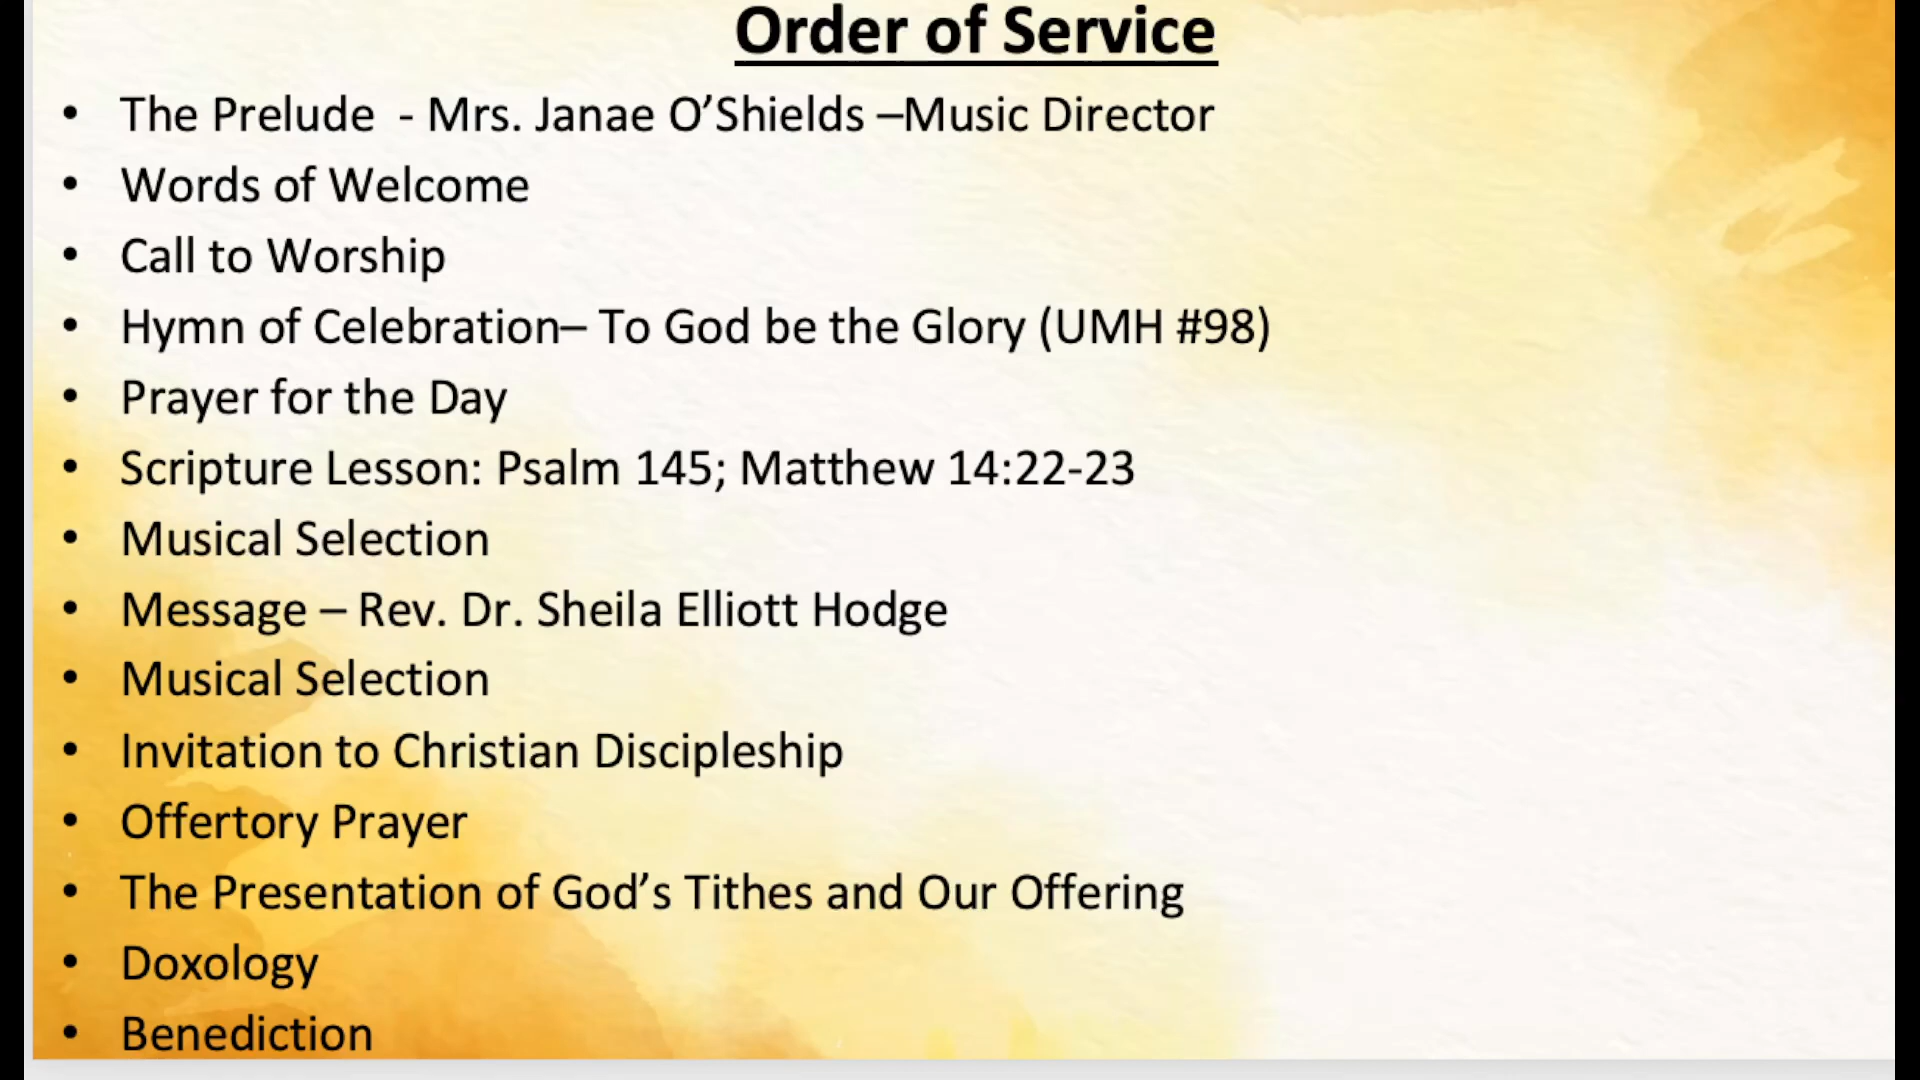 Order of Service
• The Prelude - Mrs. Janae O’Shields –Music Director
• Words of Welcome
• Call to Worship
• Hymn of Celebration– To God be the Glory (UMH #98)
• Prayer for the Day
• Scripture Lesson: Psalm 145; Matthew 14:22-23
• Musical Selection
• Message – Rev. Dr. Sheila Elliott Hodge
• Musical Selection
• Invitation to Christian Discipleship
• Offertory Prayer
• The Presentation of God’s Tithes and Our Offering
• Doxology
• Benediction